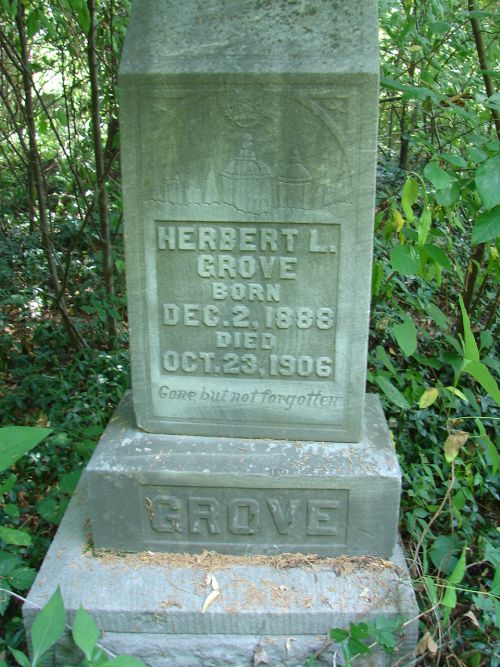 HERBERT L.
GROVE
BORN
DEC. 2, 1888
DIED
OCT. 23, 1906
"Gone but not forgotten"
GROVE